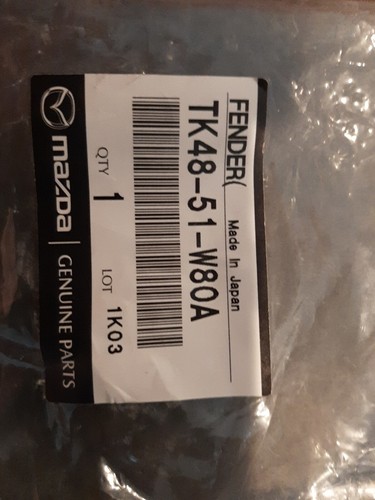 FENDER( Made In Japan
TK48-51-W80A
QTY 1 LOT 1K03
mazda | GENUINE PARTS